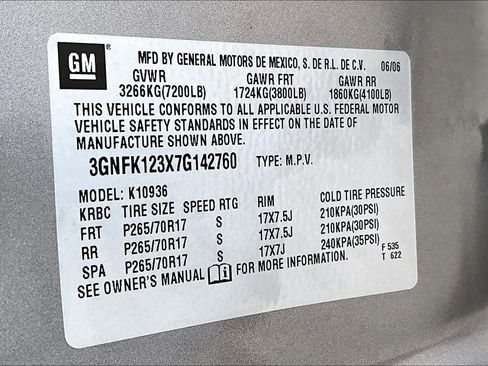 GM ®
MFD BY GENERAL MOTORS DE MEXICO, S. DE R.L. DE C.V. 06/06
GVWR GAWR FRT GAWR RR
3266KG(7200LB) 1724KG(3800LB) 1860KG(4100LB)
THIS VEHICLE CONFORMS TO ALL APPLICABLE U.S. FEDERAL MOTOR
VEHICLE SAFETY STANDARDS IN EFFECT ON THE DATE OF
MANUFACTURE SHOWN ABOVE.
3GNFK123X7G142760 TYPE: M.P.V.
MODEL: K10936
KRBC TIRE SIZE SPEED RTG RIM COLD TIRE PRESSURE
FRT P265/70R17 S 17X7.5J 210KPA(30PSI)
RR P265/70R17 S 17X7.5J 210KPA(30PSI)
SPA P265/70R17 S 17X7J 240KPA(35PSI)
SEE OWNER'S MANUAL FOR MORE INFORMATION.
F 535
T 622